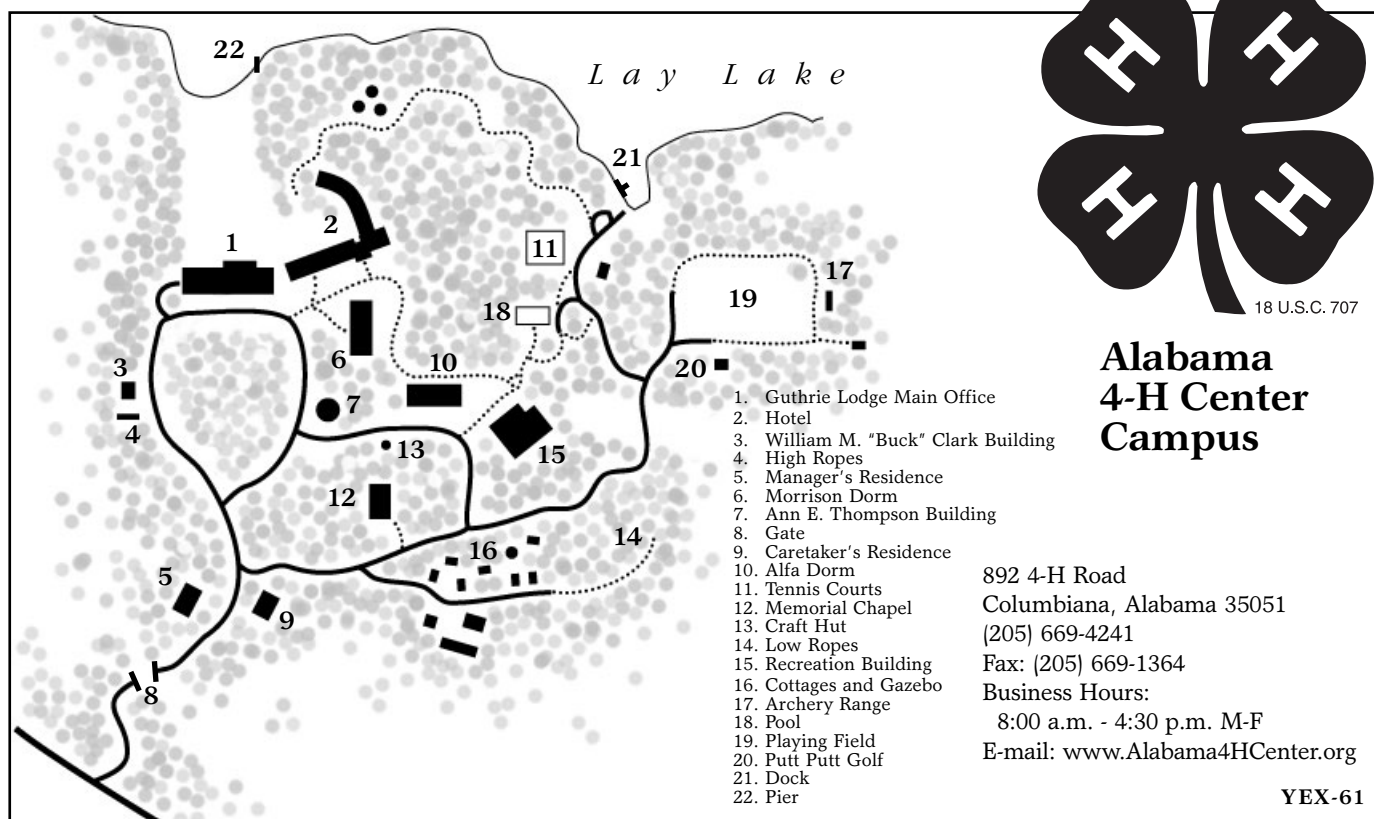 22
L a y L a k e
21
2
1
11
17
18
19
6
3
10
20
7
4
13
15
12
14
16
5
9
8
H H
H H
18 U.S.C. 707
Alabama
4-H Center
Campus
1. Guthrie Lodge Main Office
2. Hotel
3. William M. "Buck" Clark Building
4. High Ropes
5. Manager's Residence
6. Morrison Dorm
7. Ann E. Thompson Building
8. Gate
9. Caretaker's Residence
10. Alfa Dorm
11. Tennis Courts
12. Memorial Chapel
13. Craft Hut
14. Low Ropes
15. Recreation Building
16. Cottages and Gazebo
17. Archery Range
18. Pool
19. Playing Field
20. Putt Putt Golf
21. Dock
22. Pier
892 4-H Road
Columbiana, Alabama 35051
(205) 669-4241
Fax: (205) 669-1364
Business Hours:
8:00 a.m. - 4:30 p.m. M-F
E-mail: www.Alabama4HCenter.org
YEX-61